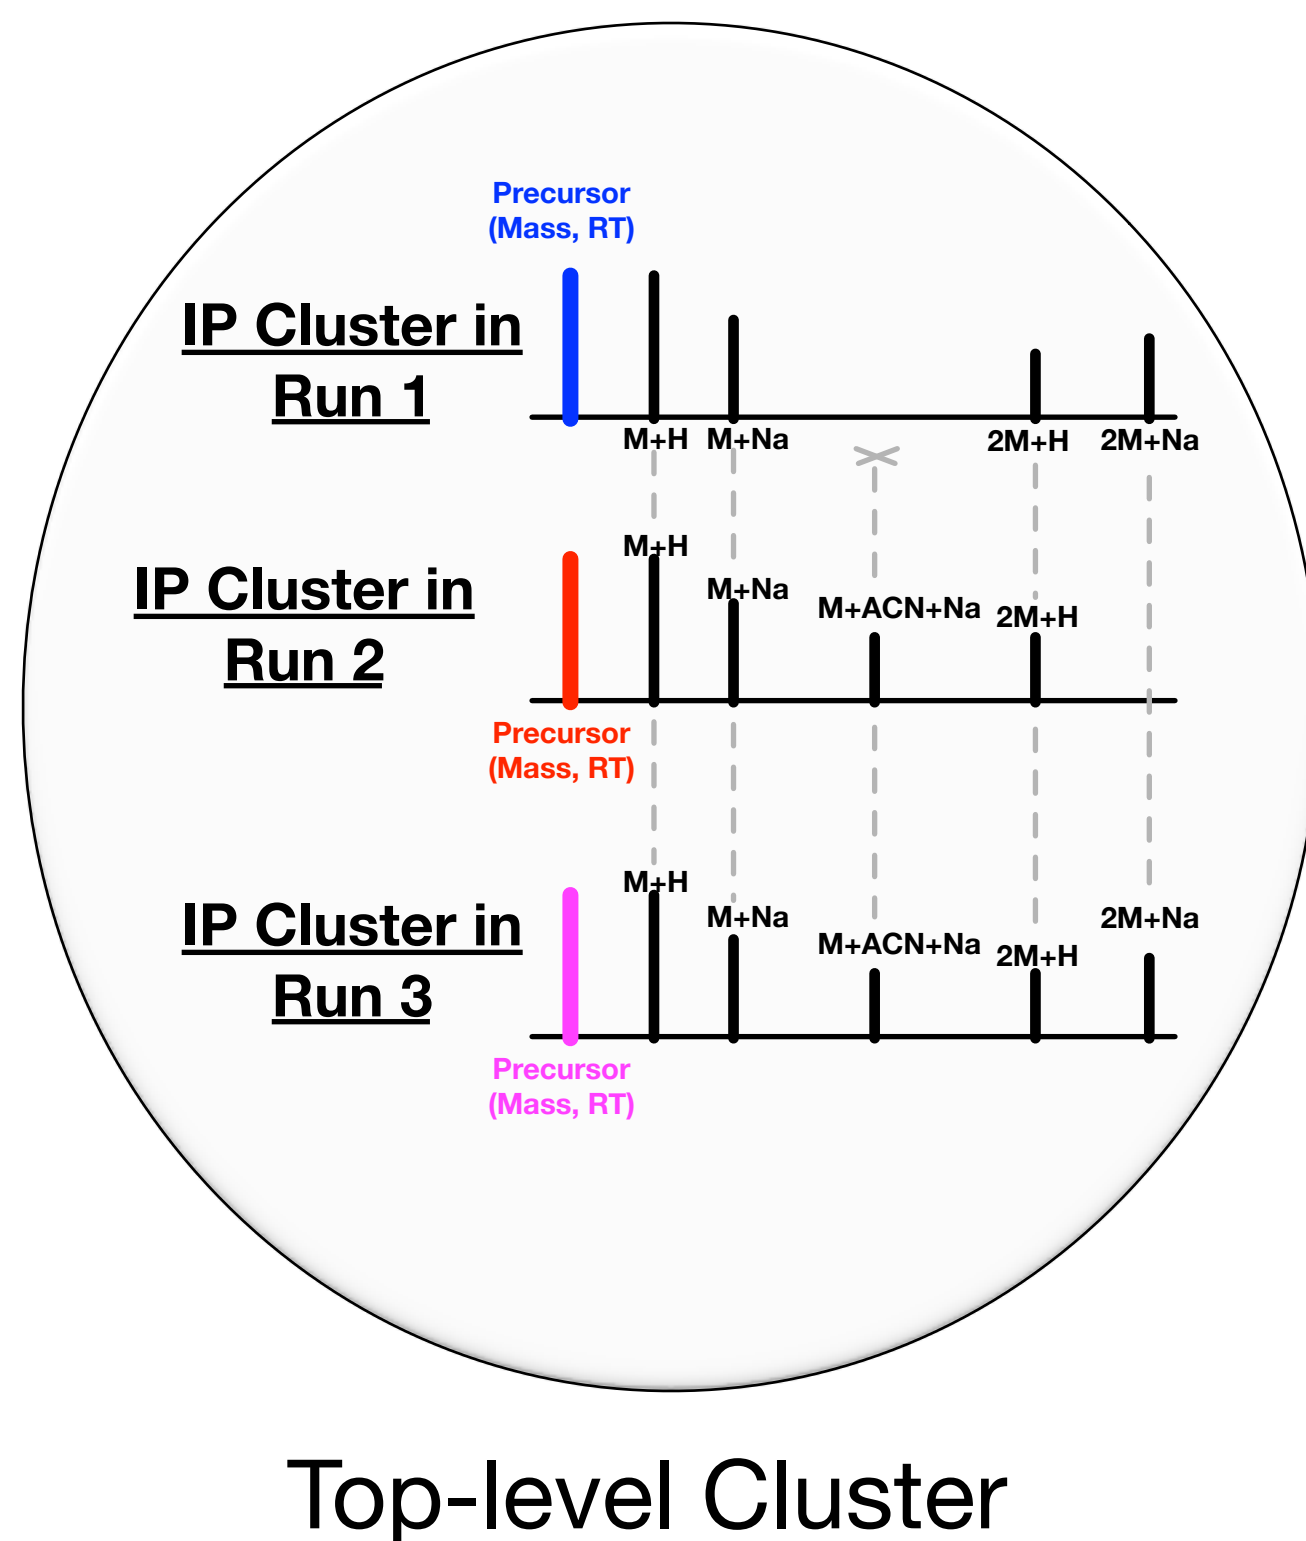 Precursor
(Mass, RT)
IP Cluster in
Run 1
M+H M+Na 2M+H 2M+Na
IP Cluster in
Run 2
M+H
M+Na
M+ACN+Na 2M+H
Precursor
(Mass, RT)
IP Cluster in
Run 3
M+H
M+Na
M+ACN+Na 2M+H
2M+Na
Precursor
(Mass, RT)
Top-level Cluster